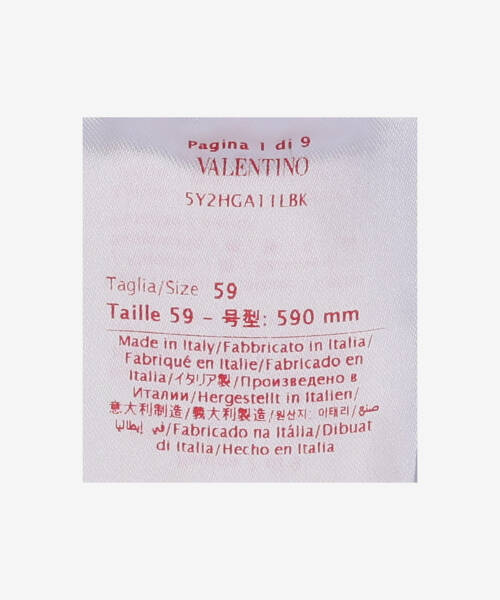 Pagina 1 di 9
VALENTINO
5Y2HGA11LBK
Taglia/Size 59
Taille 59 – 号型: 590 mm
Made in Italy/Fabbricato in Italia/
Fabriqué en Italie/Fabricado en
Italia/イタリア製/Произведено в
Италии/Hergestellt in Italien/
意大利制造/義大利製造/원산지: 이태리/صنع
في إيطاليا/Fabricado na Itália/Dibuat
di Italia/Hecho en Italia